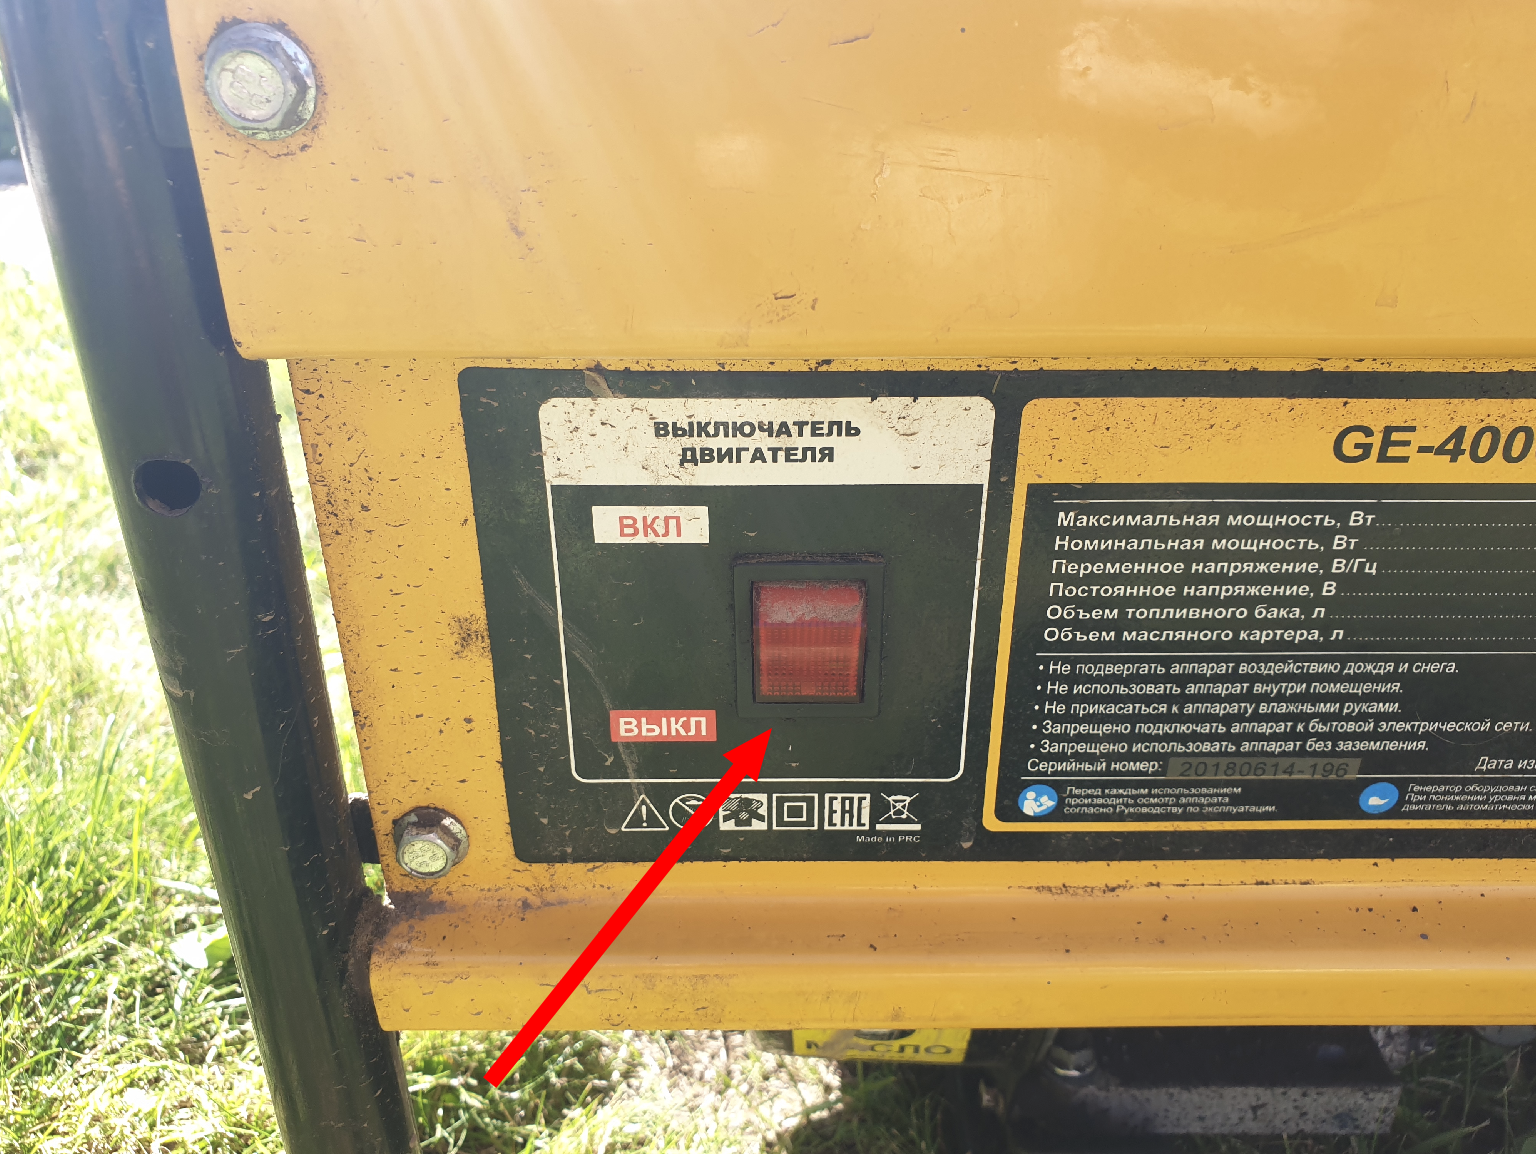 ВЫКЛЮЧАТЕЛЬ
ДВИГАТЕЛЯ
ВКЛ
ВЫКЛ
EAC
Made in PRC
GE-400
Максимальная мощность, Вт
Номинальная мощность, Вт
Переменное напряжение, В/Гц
Постоянное напряжение, В
Объем топливного бака, л
Объем масляного картера, л
• Не подвергать аппарат воздействию дождя и снега.
• Не использовать аппарат внутри помещения.
• Не прикасаться к аппарату влажными руками.
• Запрещено подключать аппарат к бытовой электрической сети.
• Запрещено использовать аппарат без заземления.
Серийный номер: 20180614-196
Дата из
Перед каждым использованием
производить осмотр аппарата
согласно Руководству по эксплуатации.
Генератор оборудован
При понижении уровня м
двигатель автоматически
МАСЛО